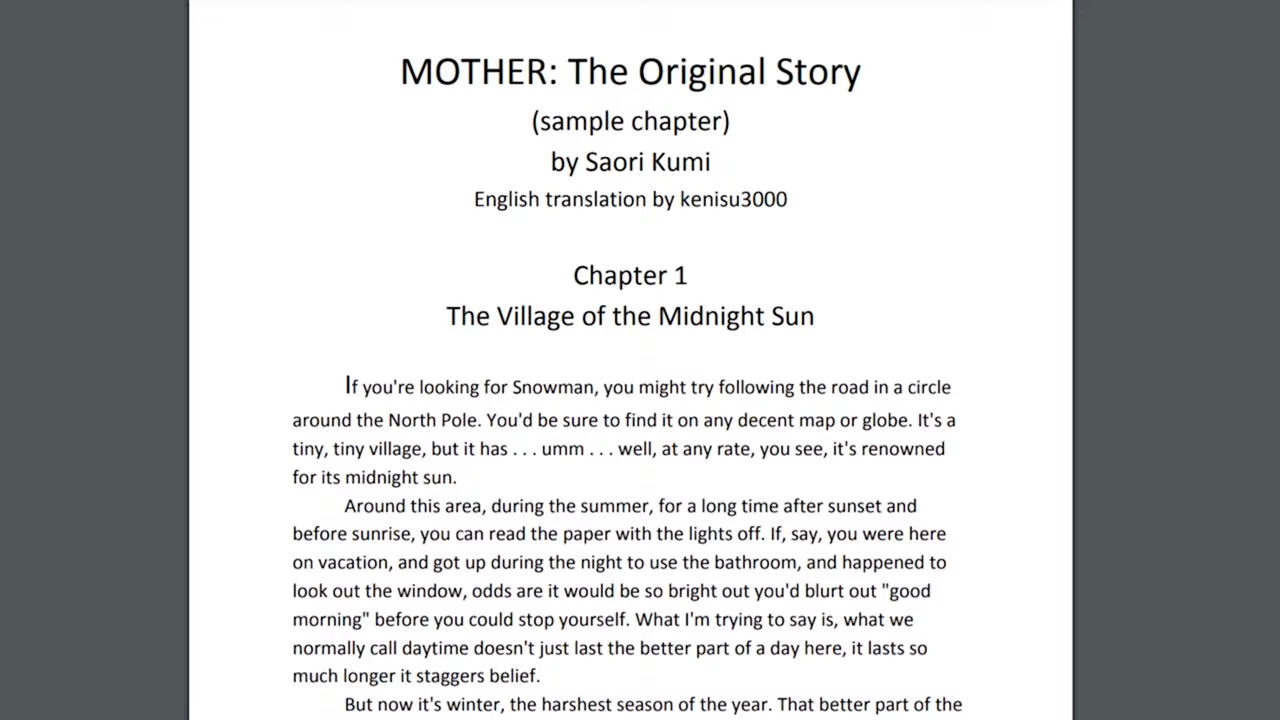 MOTHER: The Original Story
(sample chapter)
by Saori Kumi
English translation by kenisu3000
Chapter 1
The Village of the Midnight Sun
If you're looking for Snowman, you might try following the road in a circle
around the North Pole. You'd be sure to find it on any decent map or globe. It's a
tiny, tiny village, but it has . . . umm . . . well, at any rate, you see, it's renowned
for its midnight sun.
Around this area, during the summer, for a long time after sunset and
before sunrise, you can read the paper with the lights off. If, say, you were here
on vacation, and got up during the night to use the bathroom, and happened to
look out the window, odds are it would be so bright out you'd blurt out "good
morning" before you could stop yourself. What I'm trying to say is, what we
normally call daytime doesn't just last the better part of a day here, it lasts so
much longer it staggers belief.
But now it's winter, the harshest season of the year. That better part of the